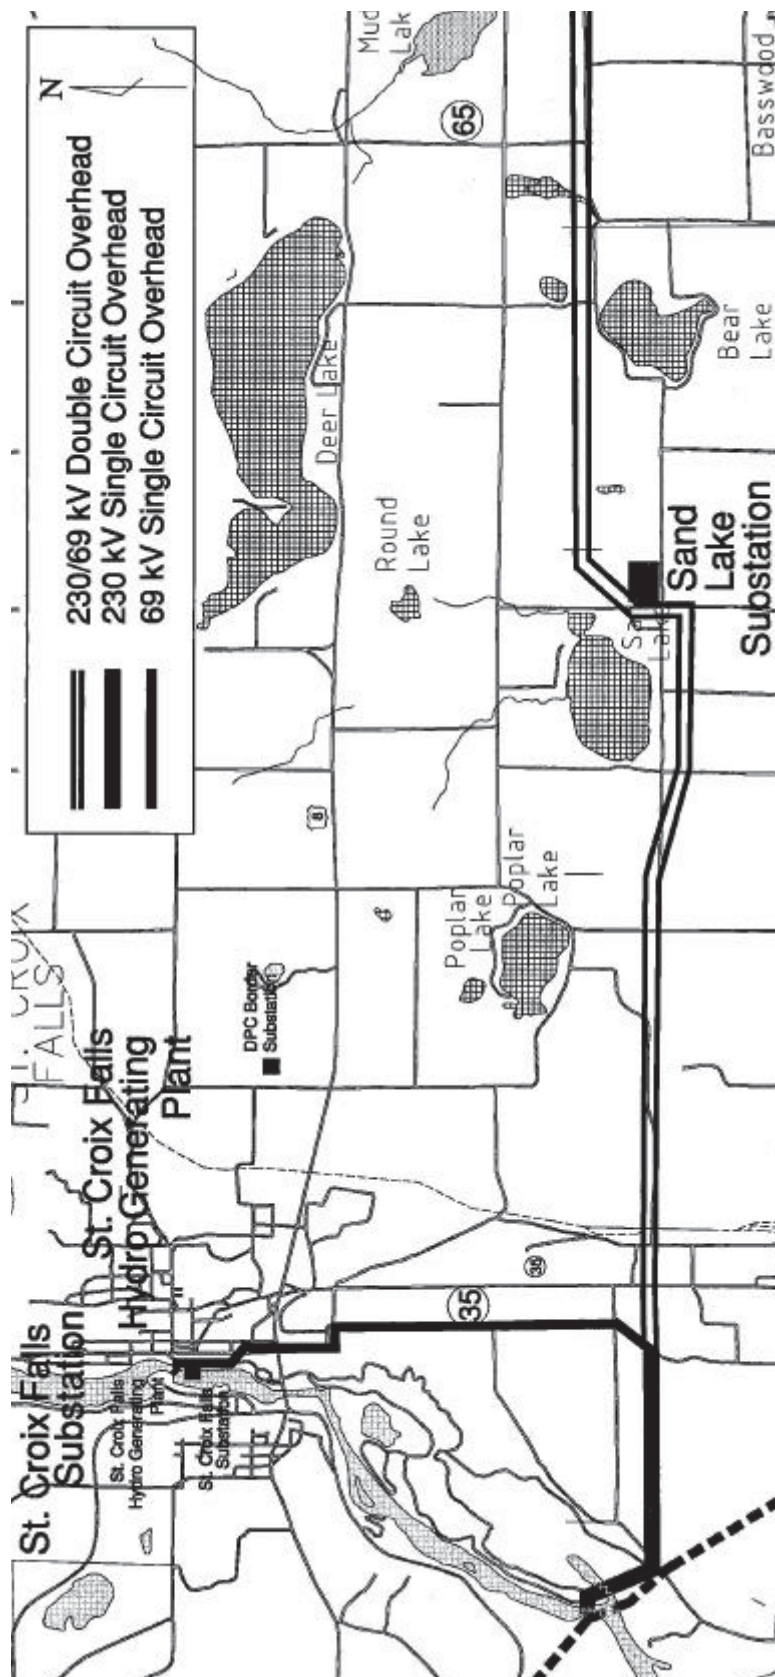 N
230/69 kV Double Circuit Overhead
230 kV Single Circuit Overhead
69 kV Single Circuit Overhead
St. Croix Falls
Substation
St. Croix Falls
Hydro Generating
Plant
St. Croix Falls
Hydro Generating
Plant
St. Croix Falls
Substation
FALLS
DPC Border
Substation
8
35
35
65
Deer Lake
Round
Lake
Poplar
Lake
Poplar
Lake
Lake
Sand
Lake
Substation
Bear
Lake
Basswood